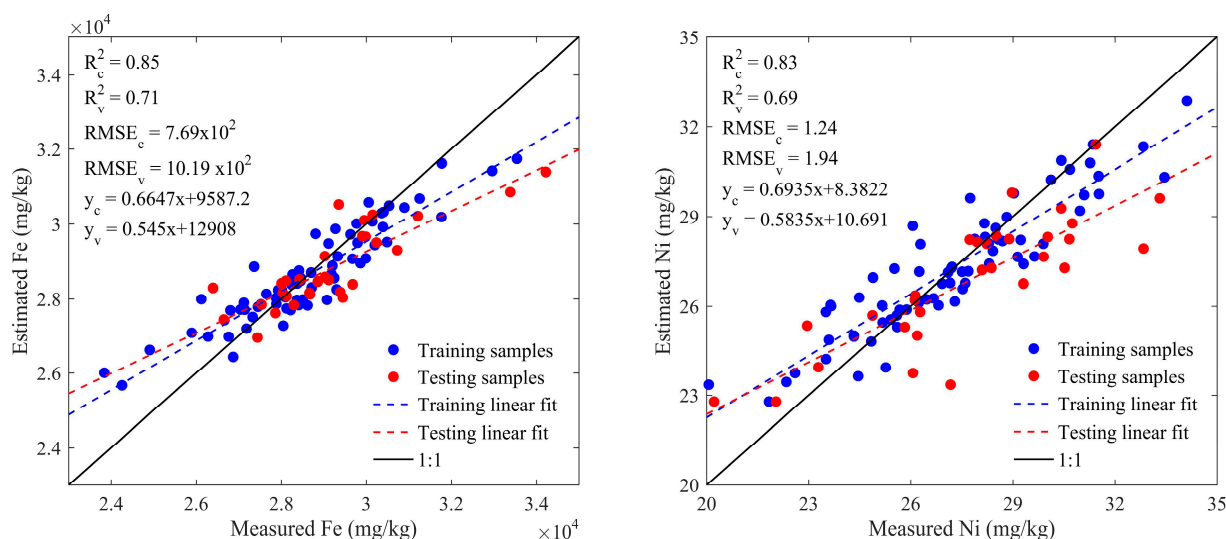 ×10⁴
3.4
3.2
3
2.8
2.6
2.4
2.4
2.6
2.8
3
3.2
3.4
×10⁴
Estimated Fe (mg/kg)
Measured Fe (mg/kg)
R²c = 0.85
R²v = 0.71
RMSEc = 7.69x10²
RMSEv = 10.19 x10²
yc = 0.6647x+9587.2
yv = 0.545x+12908
Training samples
Testing samples
Training linear fit
Testing linear fit
1:1
35
32
29
26
23
20
20
23
26
29
32
35
Estimated Ni (mg/kg)
Measured Ni (mg/kg)
R²c = 0.83
R²v = 0.69
RMSEc = 1.24
RMSEv = 1.94
yc = 0.6935x+8.3822
yv = 0.5835x+10.691
Training samples
Testing samples
Training linear fit
Testing linear fit
1:1